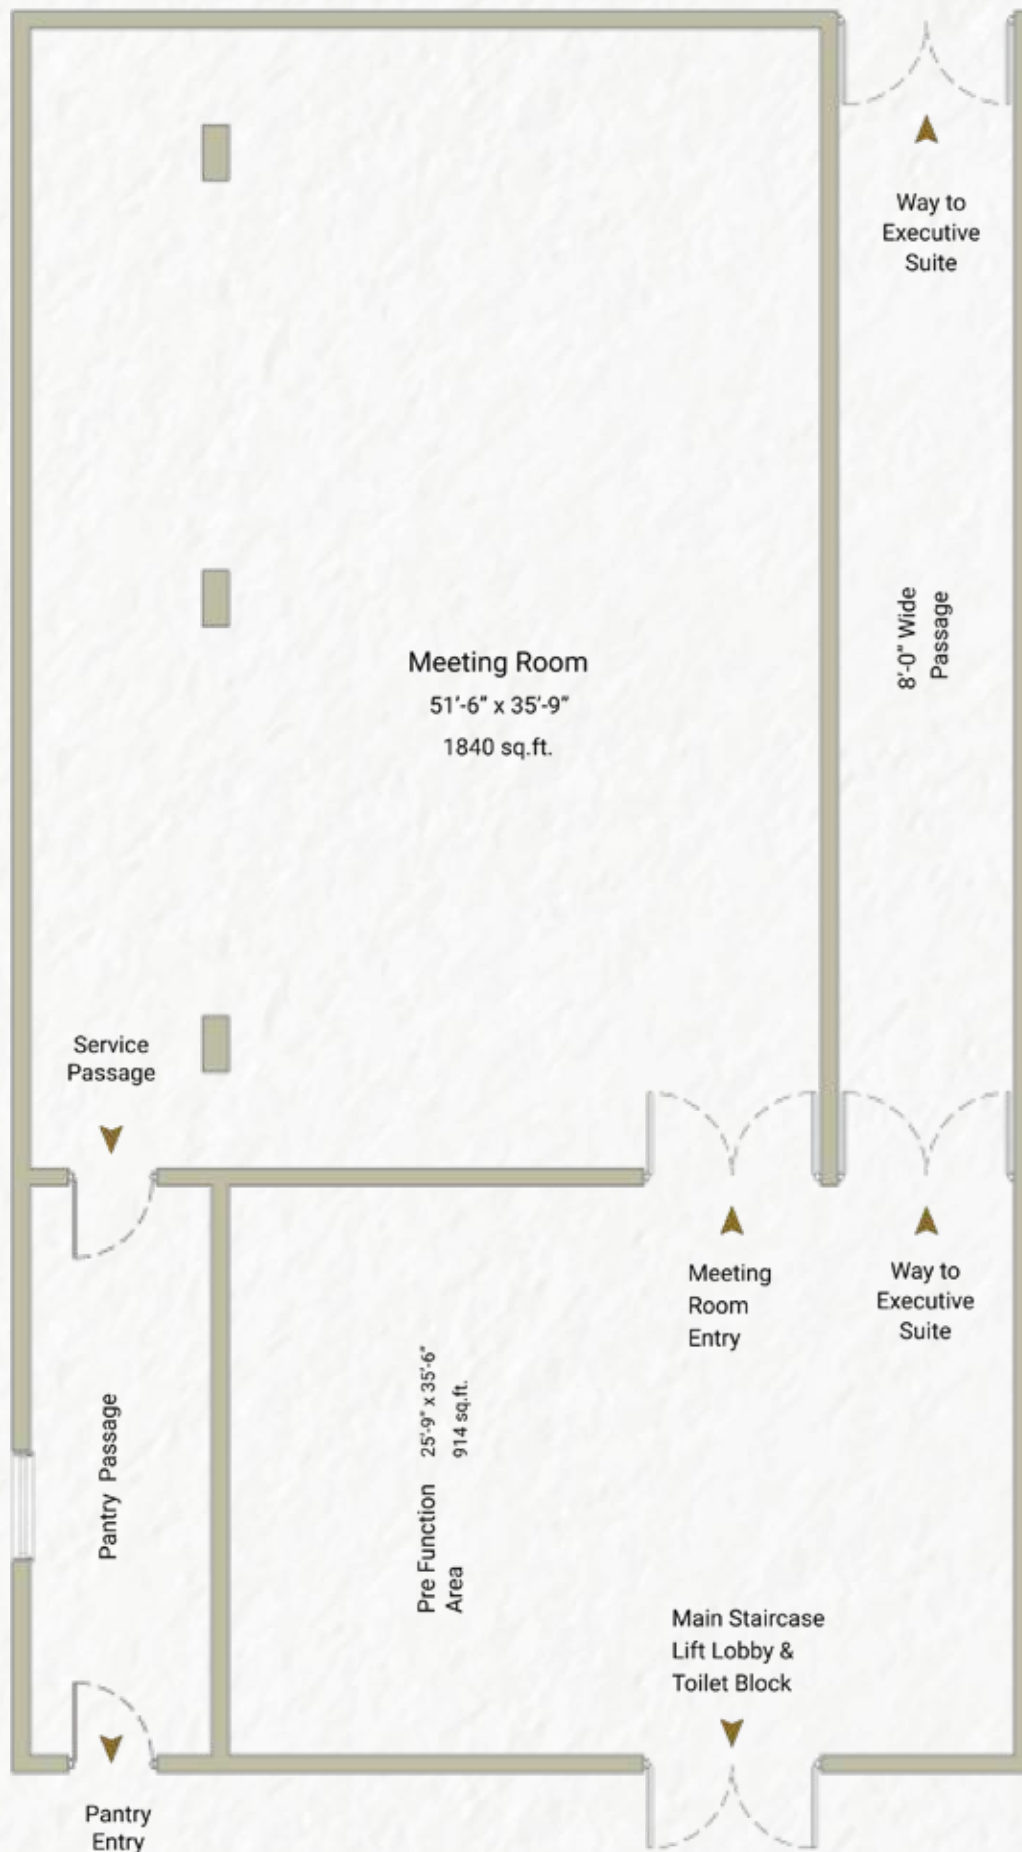 Way to
Executive
Suite
8'-0" Wide
Passage
Meeting Room
51'-6" x 35'-9"
1840 sq.ft.
Service
Passage
Meeting
Room
Entry
Way to
Executive
Suite
Pantry Passage
Pre Function 25'-9" x 35'-6"
Area 914 sq.ft.
Main Staircase
Lift Lobby &
Toilet Block
Pantry
Entry